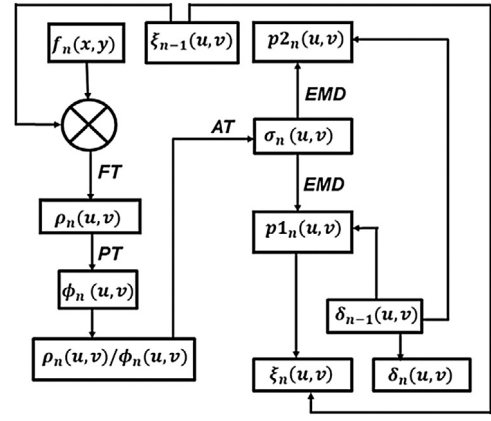 fₙ(x,y)
ξₙ₋₁(u,v)
p2ₙ(u,v)
EMD
AT
σₙ(u,v)
FT
EMD
ρₙ(u,v)
p1ₙ(u,v)
PT
ϕₙ(u,v)
δₙ₋₁(u,v)
ρₙ(u,v)/ϕₙ(u,v)
ξₙ(u,v)
δₙ(u,v)